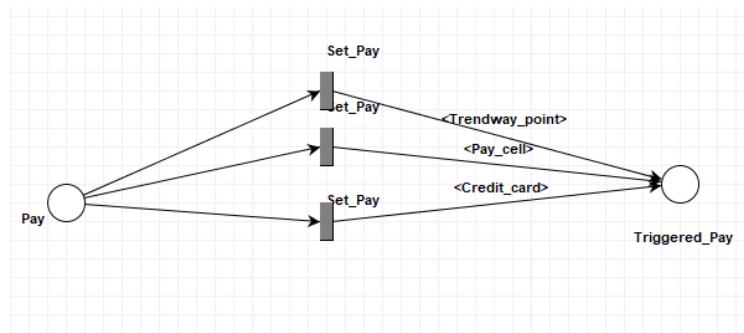 Set_Pay
Set_Pay
<Trendway_point>
<Pay_cell>
<Credit_card>
Set_Pay
Pay
Triggered_Pay